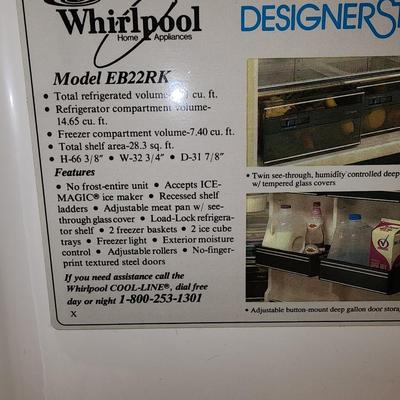 Whirlpool
Home Appliances
DESIGNER
Model EB22RK
• Total refrigerated volume- cu. ft.
• Refrigerator compartment volume-
14.65 cu. ft.
• Freezer compartment volume-7.40 cu. ft.
• Total shelf area-28.3 sq. ft.
• H-66 3/8" • W-32 3/4" • D-31 7/8"
Features
• No frost-entire unit • Accepts ICE-
MAGIC® ice maker • Recessed shelf
ladders • Adjustable meat pan w/ see-
through glass cover • Load-Lock refrigera-
tor shelf • 2 freezer baskets • 2 ice cube
trays • Freezer light • Exterior moisture
control • Adjustable rollers • No-finger-
print textured steel doors
If you need assistance call the
Whirlpool COOL-LINE®, dial free
day or night 1-800-253-1301
X
• Twin see-through, humidity controlled deep
w/ tempered glass covers
• Adjustable button-mount deep gallon door stora